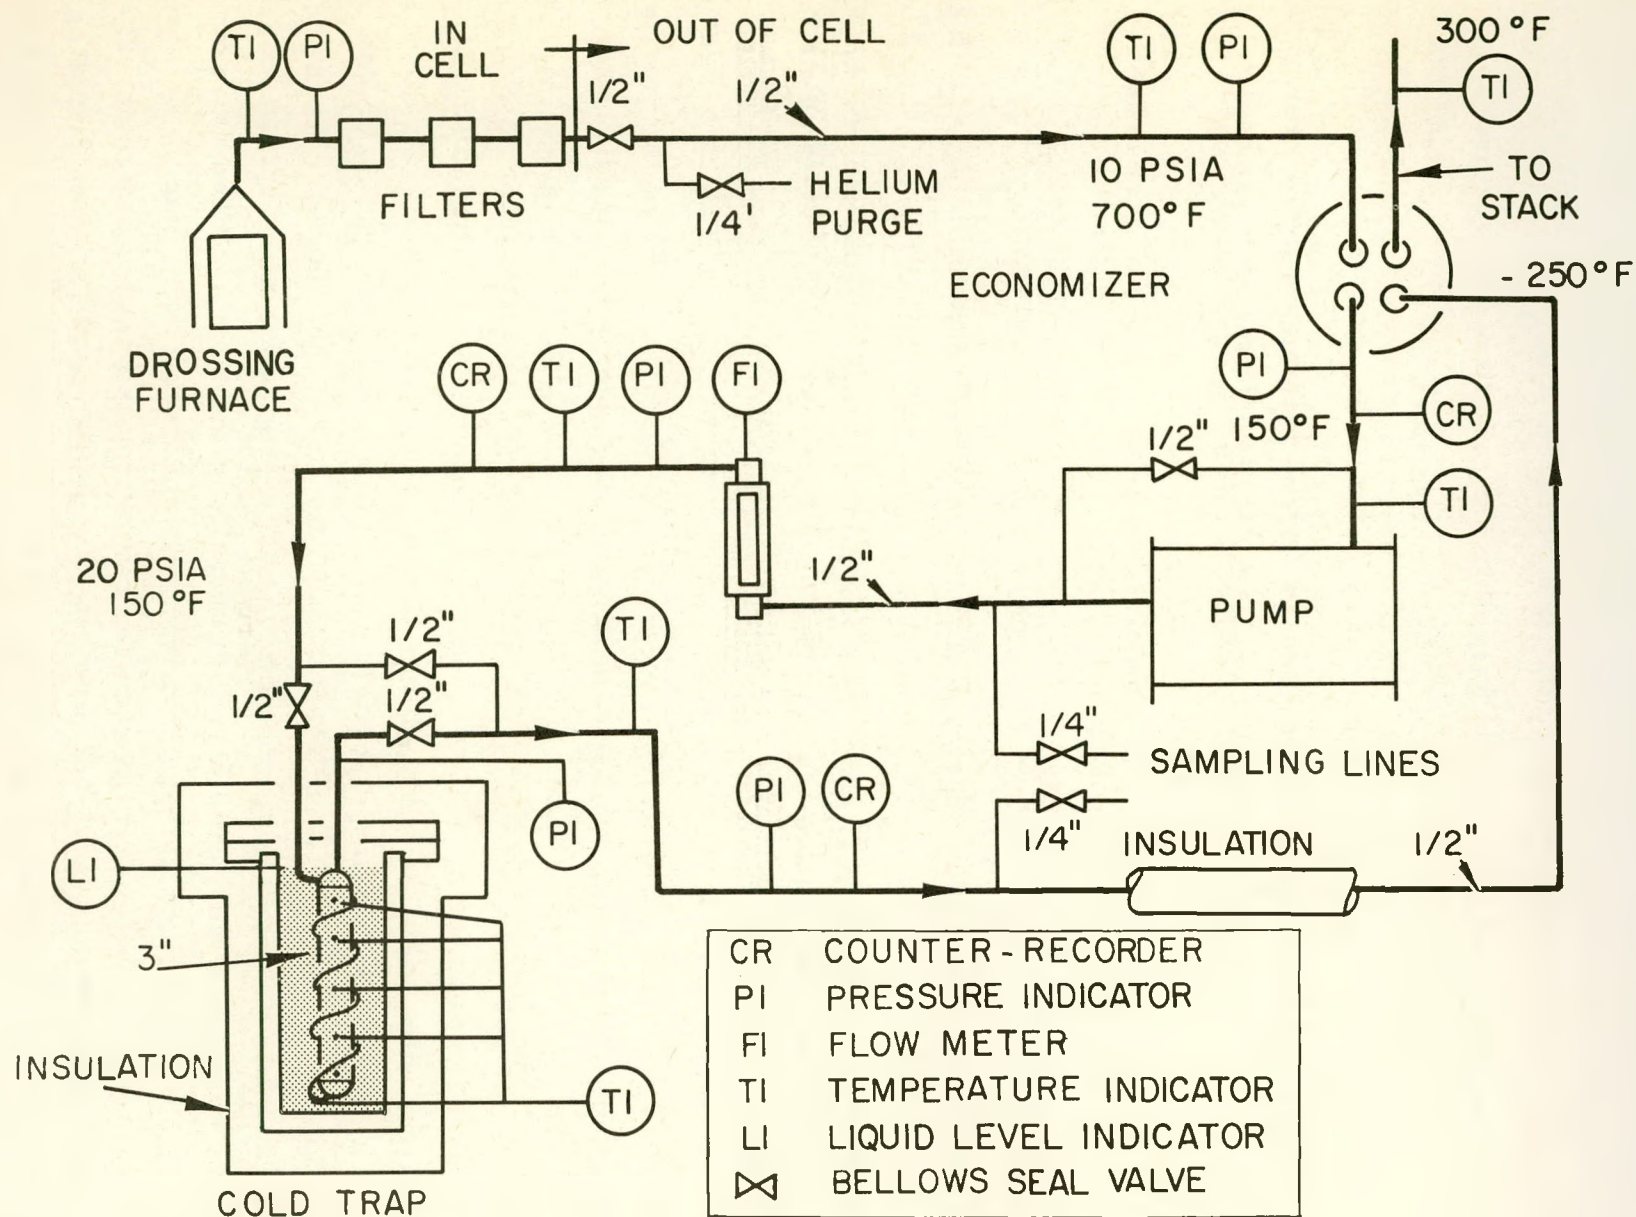 TI
PI
IN
CELL
OUT OF CELL
1/2"
1/2"
TI
PI
300°F
TI
FILTERS
1/4'
HELIUM
PURGE
10 PSIA
700°F
TO
STACK
ECONOMIZER
- 250°F
DROSSING
FURNACE
CR
TI
PI
FI
PI
150°F
CR
1/2"
TI
20 PSIA
150°F
1/2"
PUMP
1/2"
TI
1/2"
1/2"
1/4"
SAMPLING LINES
PI
CR
1/4"
PI
INSULATION
1/2"
LI
3"
INSULATION
TI
COLD TRAP
CR COUNTER - RECORDER
PI PRESSURE INDICATOR
FI FLOW METER
TI TEMPERATURE INDICATOR
LI LIQUID LEVEL INDICATOR
BELLOWS SEAL VALVE